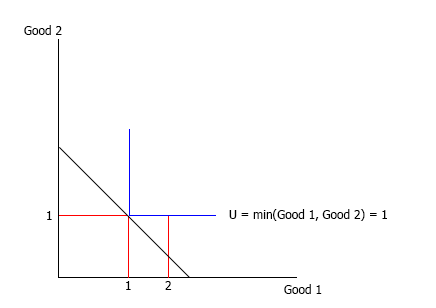 Good 2
1
U = min(Good 1, Good 2) = 1
1
2
Good 1